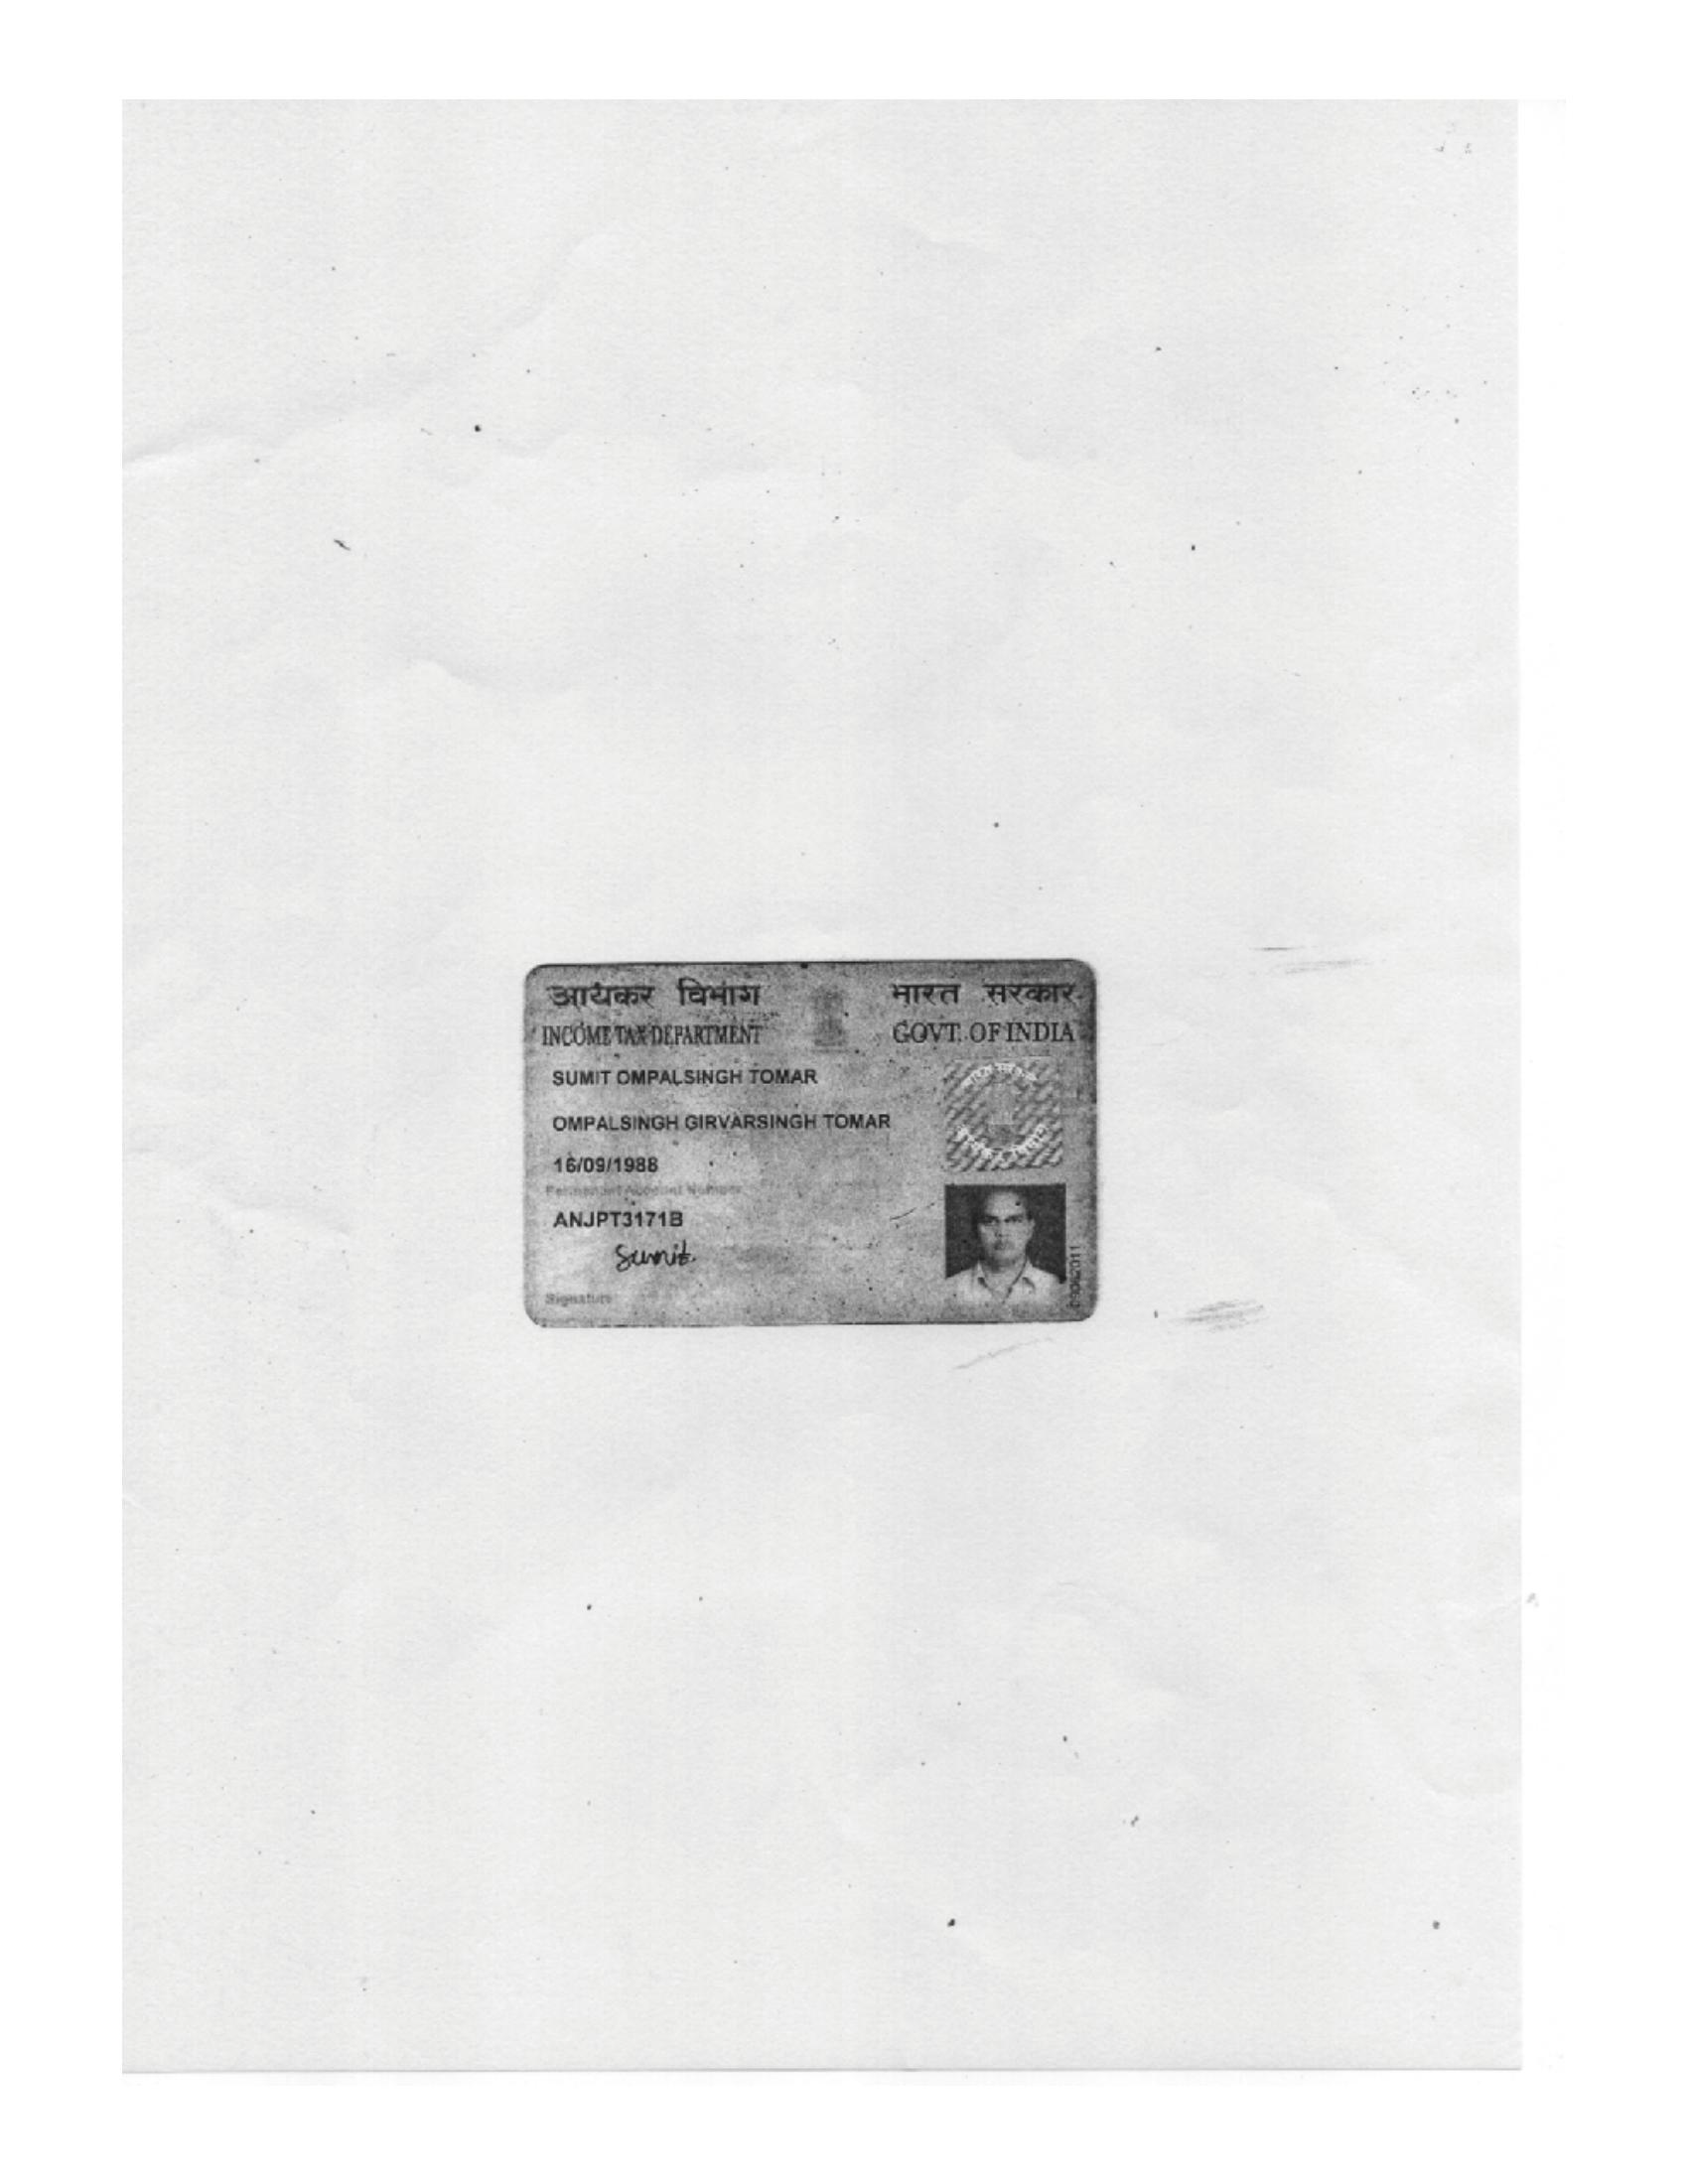 आयकर विभाग
भारत सरकार
INCOME TAX DEPARTMENT
GOVT. OF INDIA
SUMIT OMPALSINGH TOMAR
OMPALSINGH GIRVARSINGH TOMAR
16/09/1988
Permanent Account Number
ANJPT3171B
Sumit.
Signature